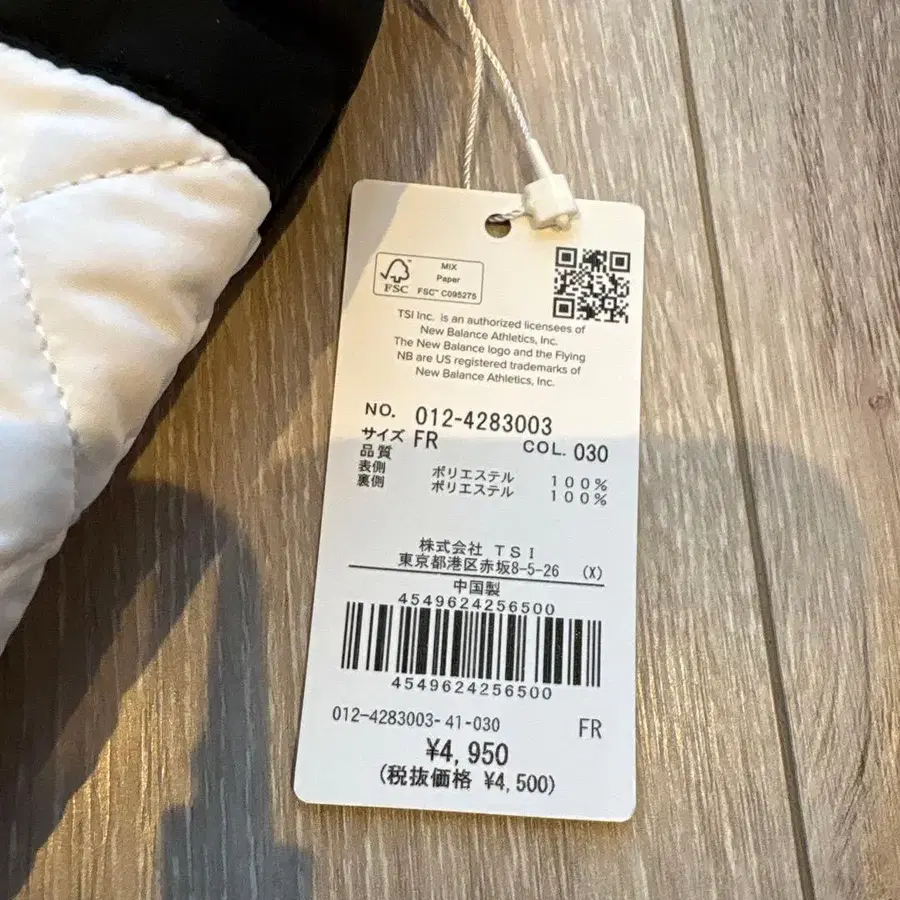 FSC
MIX
Paper
FSC™ C095275
TSI Inc. is an authorized licensees of
New Balance Athletics, Inc.
The New Balance logo and the Flying
NB are US registered trademarks of
New Balance Athletics, Inc.
NO. 012-4283003
サイズ FR COL. 030
品質
表側 ポリエステル 100%
裏側 ポリエステル 100%
株式会社 TSI
東京都港区赤坂8-5-26 (X)
中国製
4549624256500
4549624256500
012-4283003-41-030 FR
¥4,950
(税抜価格 ¥4,500)